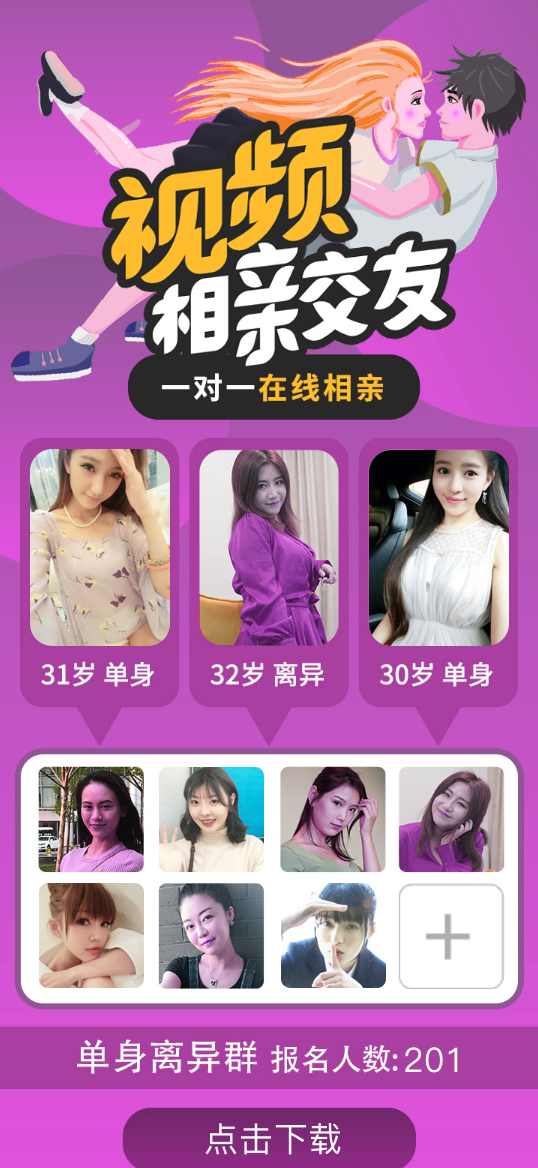 视频
相亲交友
一对一在线相亲
31岁 单身
32岁 离异
30岁 单身
单身离异群 报名人数:201
点击下载